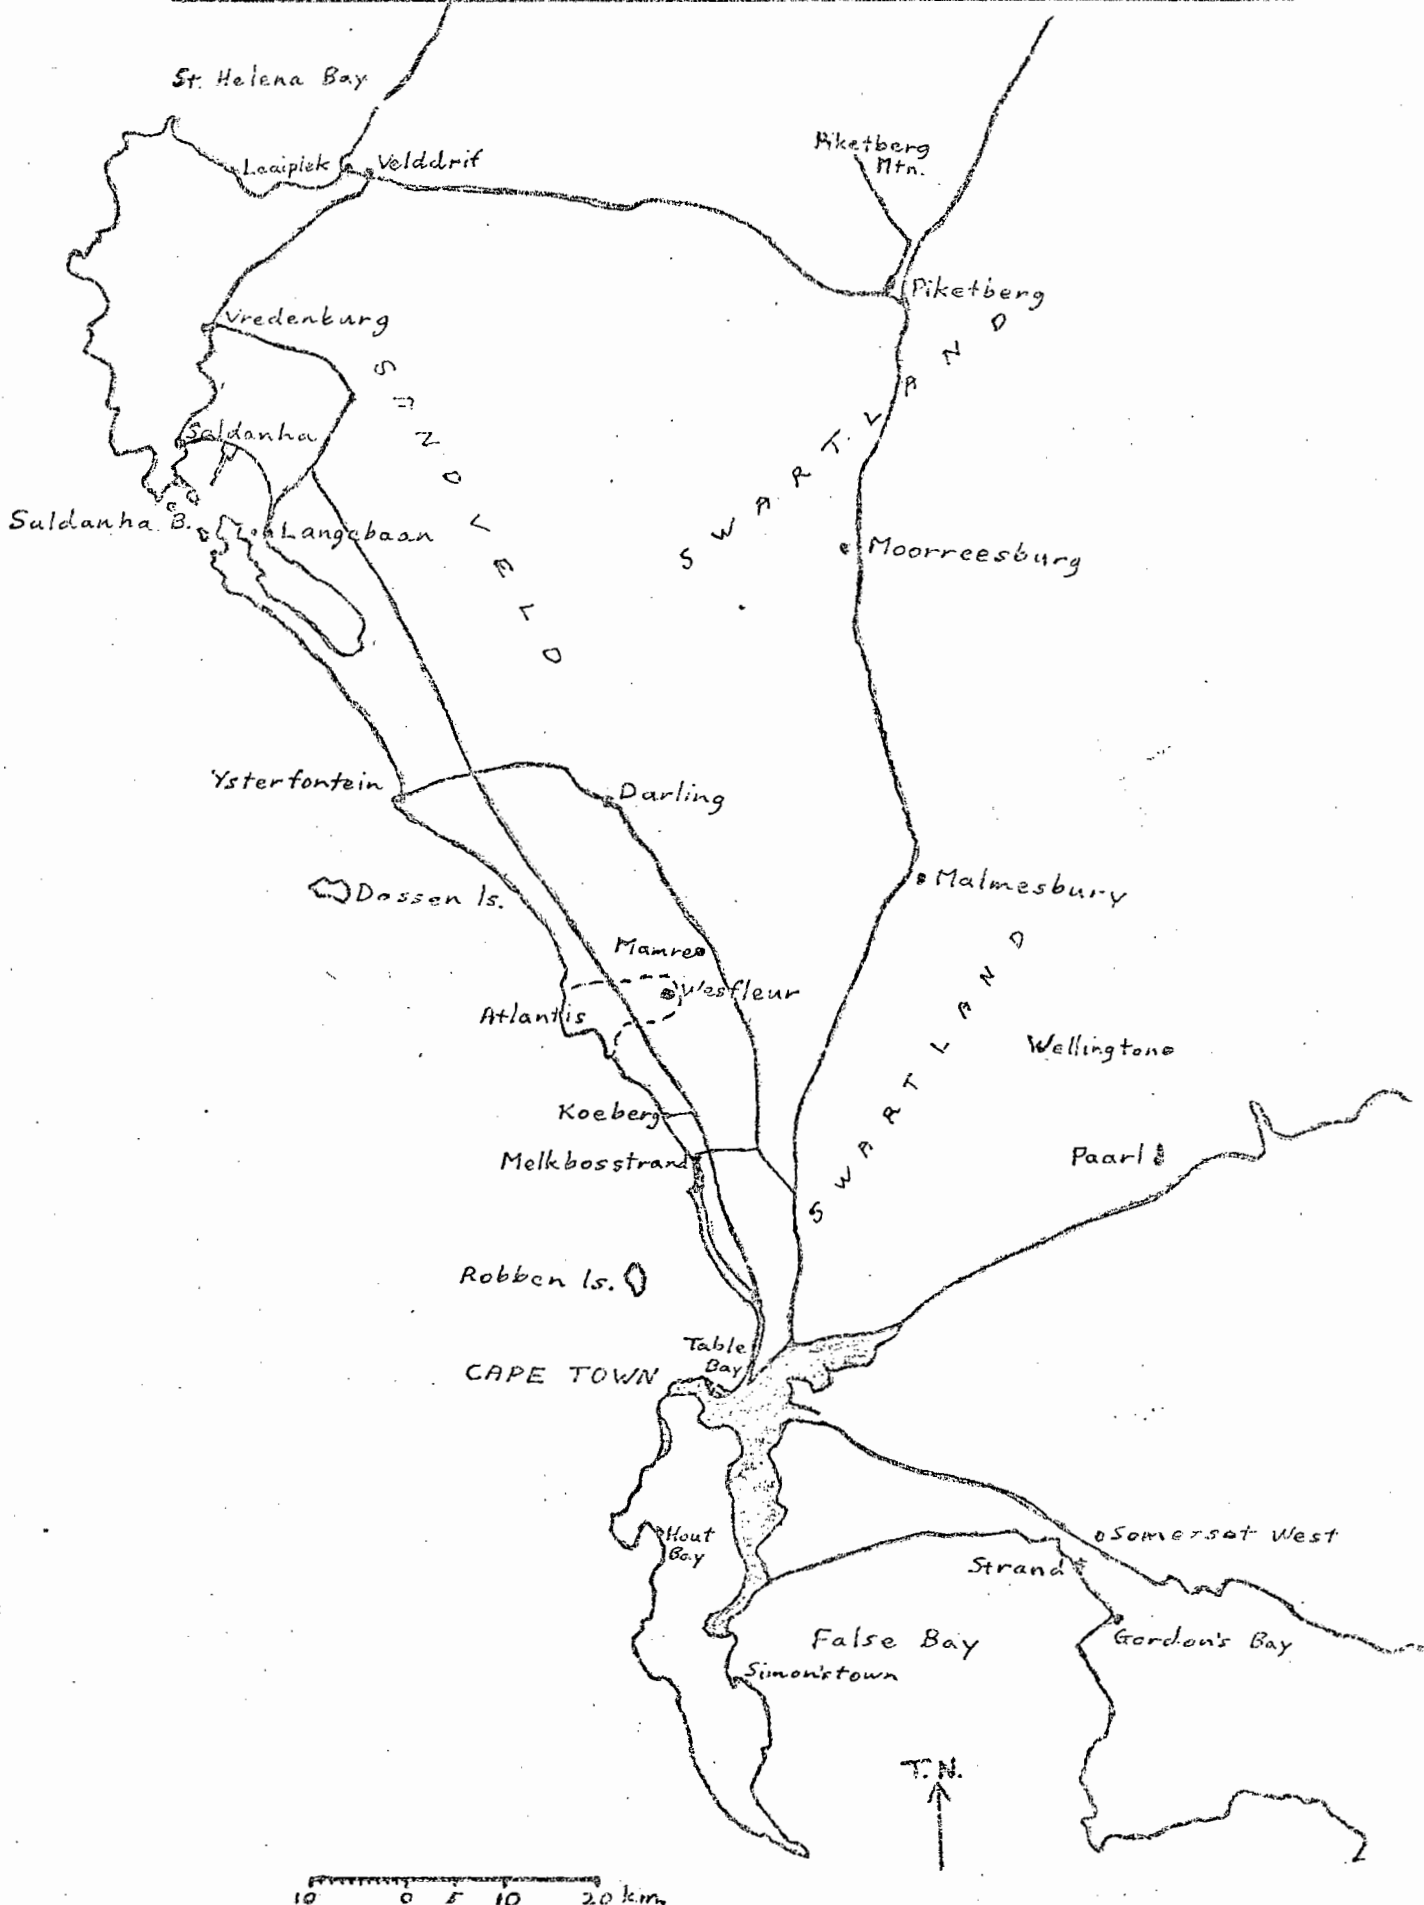 St. Helena Bay
Piketberg
Mtn.
Laaiplek
Velddrif
Piketberg
Vredenburg
SANDVELD
SWARTLAND
Saldanha
Saldanha B.
Langebaan
Moorreesburg
Ysterfontein
Darling
Dassen Is.
Malmesbury
Mamre
Wesfleur
Atlantis
SWARTLAND
Wellington
Koeberg
Melkbosstrand
Paarl
Robben Is.
Table
Bay
CAPE TOWN
Hout
Bay
Somerset West
Strand
False Bay
Gordon's Bay
Simon'stown
T.N.
10 0 5 10 20 km